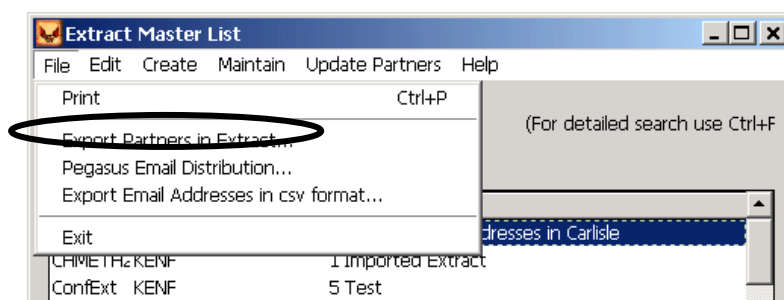 Extract Master List
File Edit Create Maintain Update Partners Help
Print Ctrl+P
(For detailed search use Ctrl+F
Export Partners in Extract...
Pegasus Email Distribution...
Export Email Addresses in csv format...
dresses in Carlisle
Exit
KENF 1 Imported Extract
ConfExt KENF 5 Test